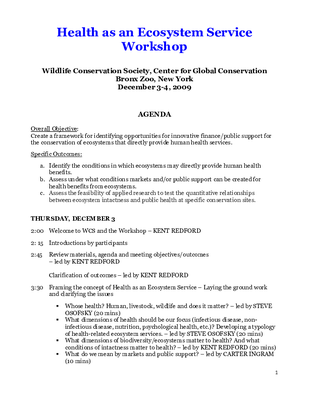 Health as an Ecosystem Service
Workshop
Wildlife Conservation Society, Center for Global Conservation
Bronx Zoo, New York
December 3-4, 2009
AGENDA
Overall Objective:
Create a framework for identifying opportunities for innovative finance/public support for
the conservation of ecosystems that directly provide human health services.
Specific Outcomes:
a. Identify the conditions in which ecosystems may directly provide human health
benefits.
b. Assess under what conditions markets and/or public support can be created for
health benefits from ecosystems.
c. Assess the feasibility of applied research to test the quantitative relationships
between ecosystem intactness and public health at specific conservation sites.
THURSDAY, DECEMBER 3
2:00 Welcome to WCS and the Workshop – KENT REDFORD
2: 15 Introductions by participants
2:45 Review materials, agenda and meeting objectives/outcomes
– led by KENT REDFORD
Clarification of outcomes – led by KENT REDFORD
3:30 Framing the concept of Health as an Ecosystem Service – Laying the ground work
and clarifying the issues
• Whose health? Human, livestock, wildlife and does it matter? – led by STEVE
OSOFSKY (20 mins)
• What dimensions of health should be our focus (infectious disease, non-
infectious disease, nutrition, psychological health, etc.)? Developing a typology
of health-related ecosystem services. – led by STEVE OSOFSKY (20 mins)
• What dimensions of biodiversity/ecosystems matter to health? And what
conditions of intactness matter to health? – led by KENT REDFORD (20 mins)
• What do we mean by markets and public support? – led by CARTER INGRAM
(10 mins)
1